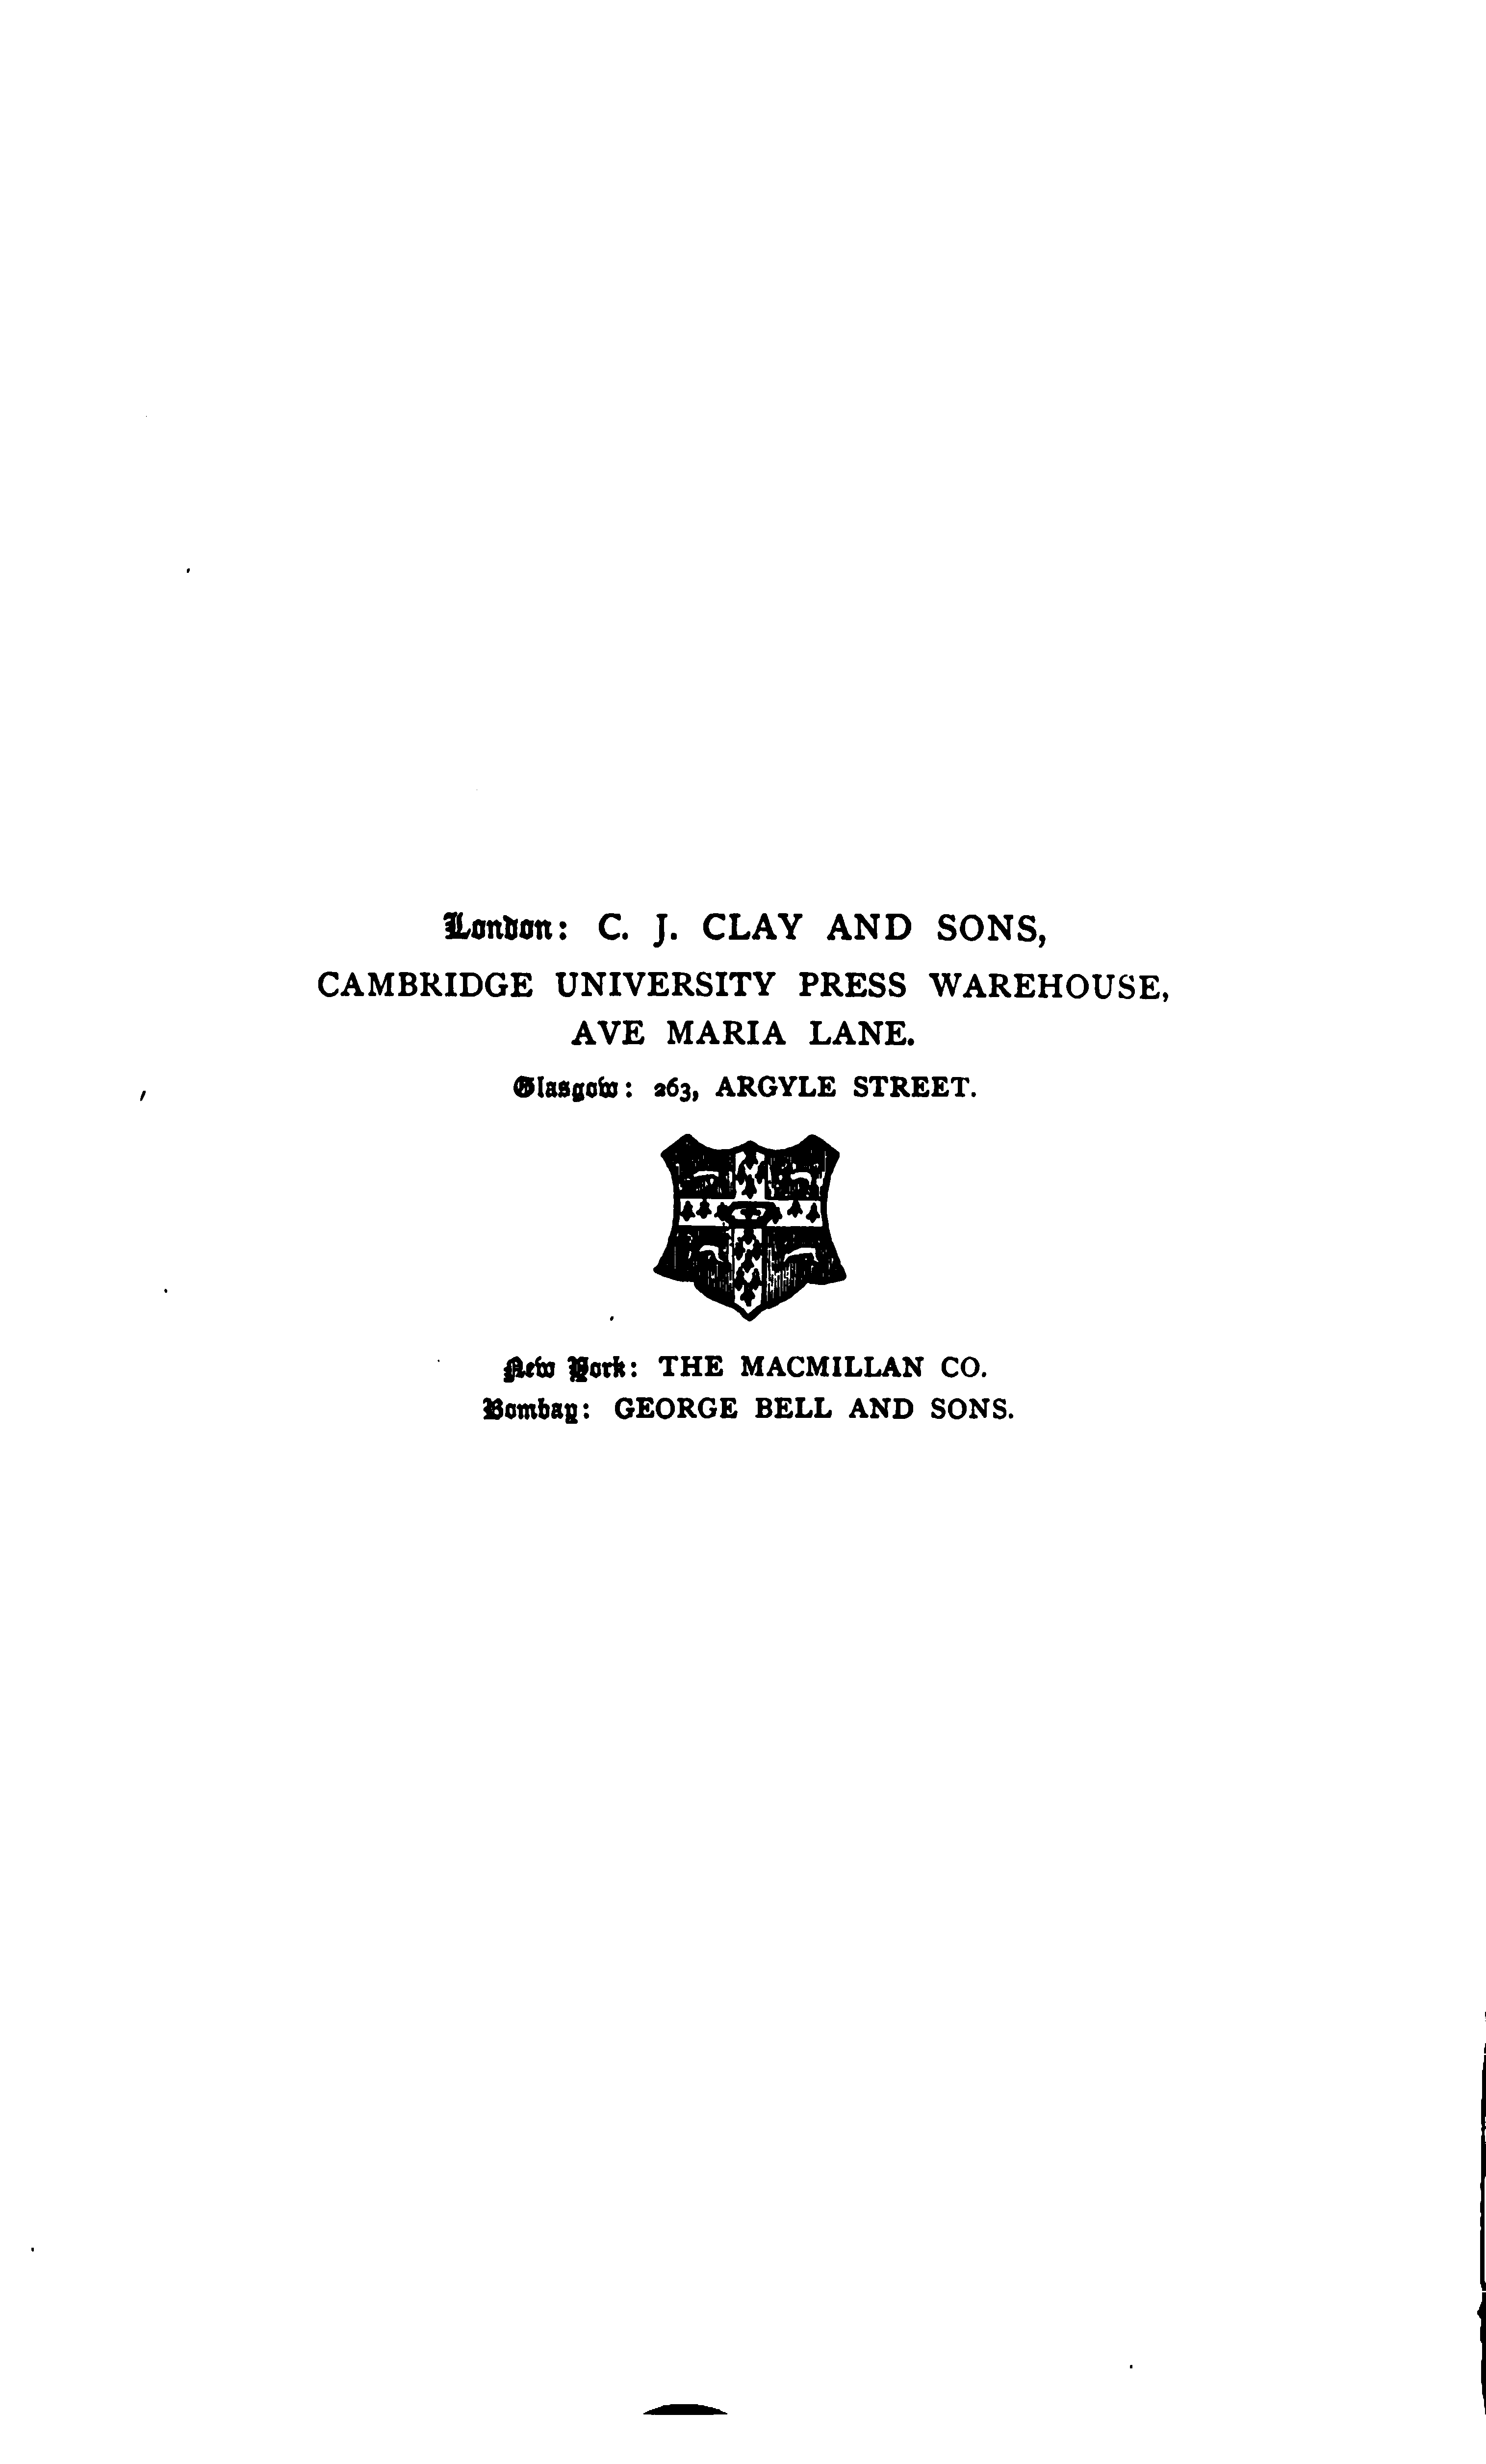 London: C. J. CLAY AND SONS,
CAMBRIDGE UNIVERSITY PRESS WAREHOUSE,
AVE MARIA LANE.
Glasgow: 263, ARGYLE STREET.
New York: THE MACMILLAN CO.
Bombay: GEORGE BELL AND SONS.